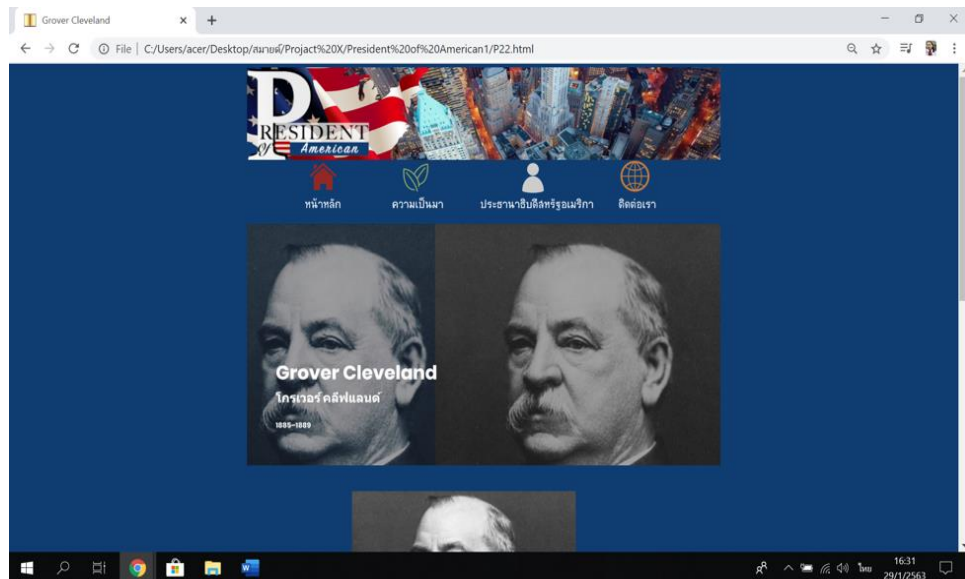 Grover Cleveland
File | C:/Users/acer/Desktop/สมายด์/Projact%20X/President%20of%20American1/P22.html
PRESIDENT
of American
หน้าหลัก ความเป็นมา ประธานาธิบดีสหรัฐอเมริกา ติดต่อเรา
Grover Cleveland
โกรเวอร์ คลีฟแลนด์
1885-1889
16:31
ไทย
29/1/2563